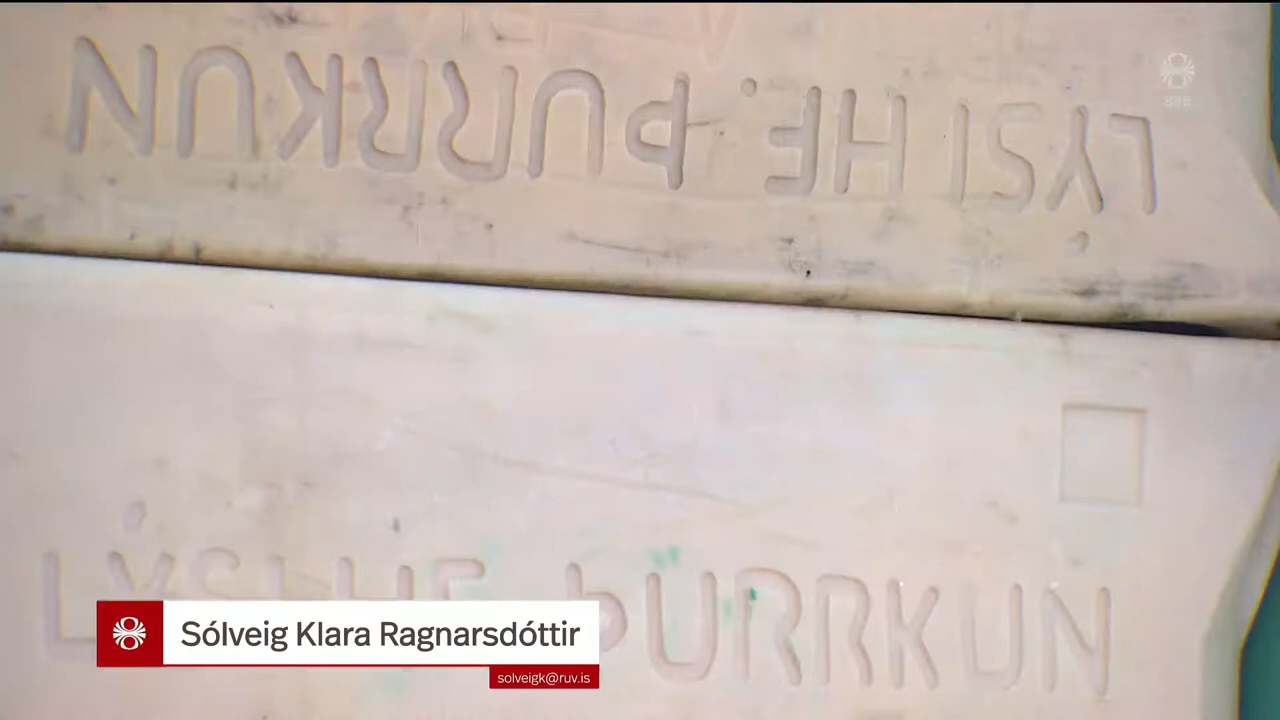 LÝSI HF. ÞURRKUN
LÝSI HF ÞURRKUN
Sólveig Klara Ragnarsdóttir
solveigk@ruv.is